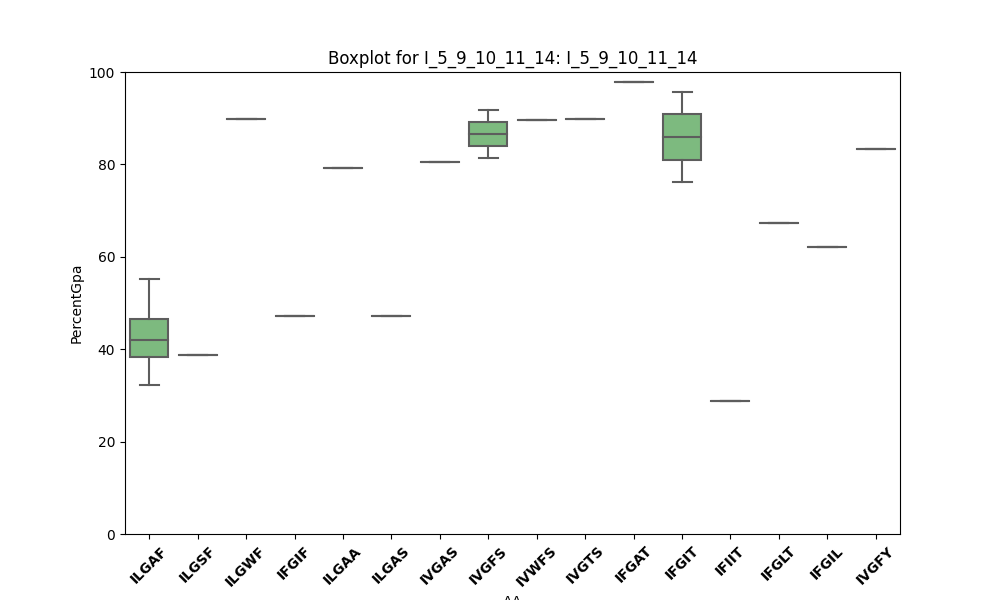 Boxplot for I_5_9_10_11_14: I_5_9_10_11_14
100
80
60
40
20
0
PercentGpa
ILGAF
ILGSF
ILGWF
IFGIF
ILGAA
ILGAS
IVGAS
IVGFS
IVWFS
IVGTS
IFGAT
IFGIT
IFIIT
IFGLT
IFGIL
IVGFY
AA